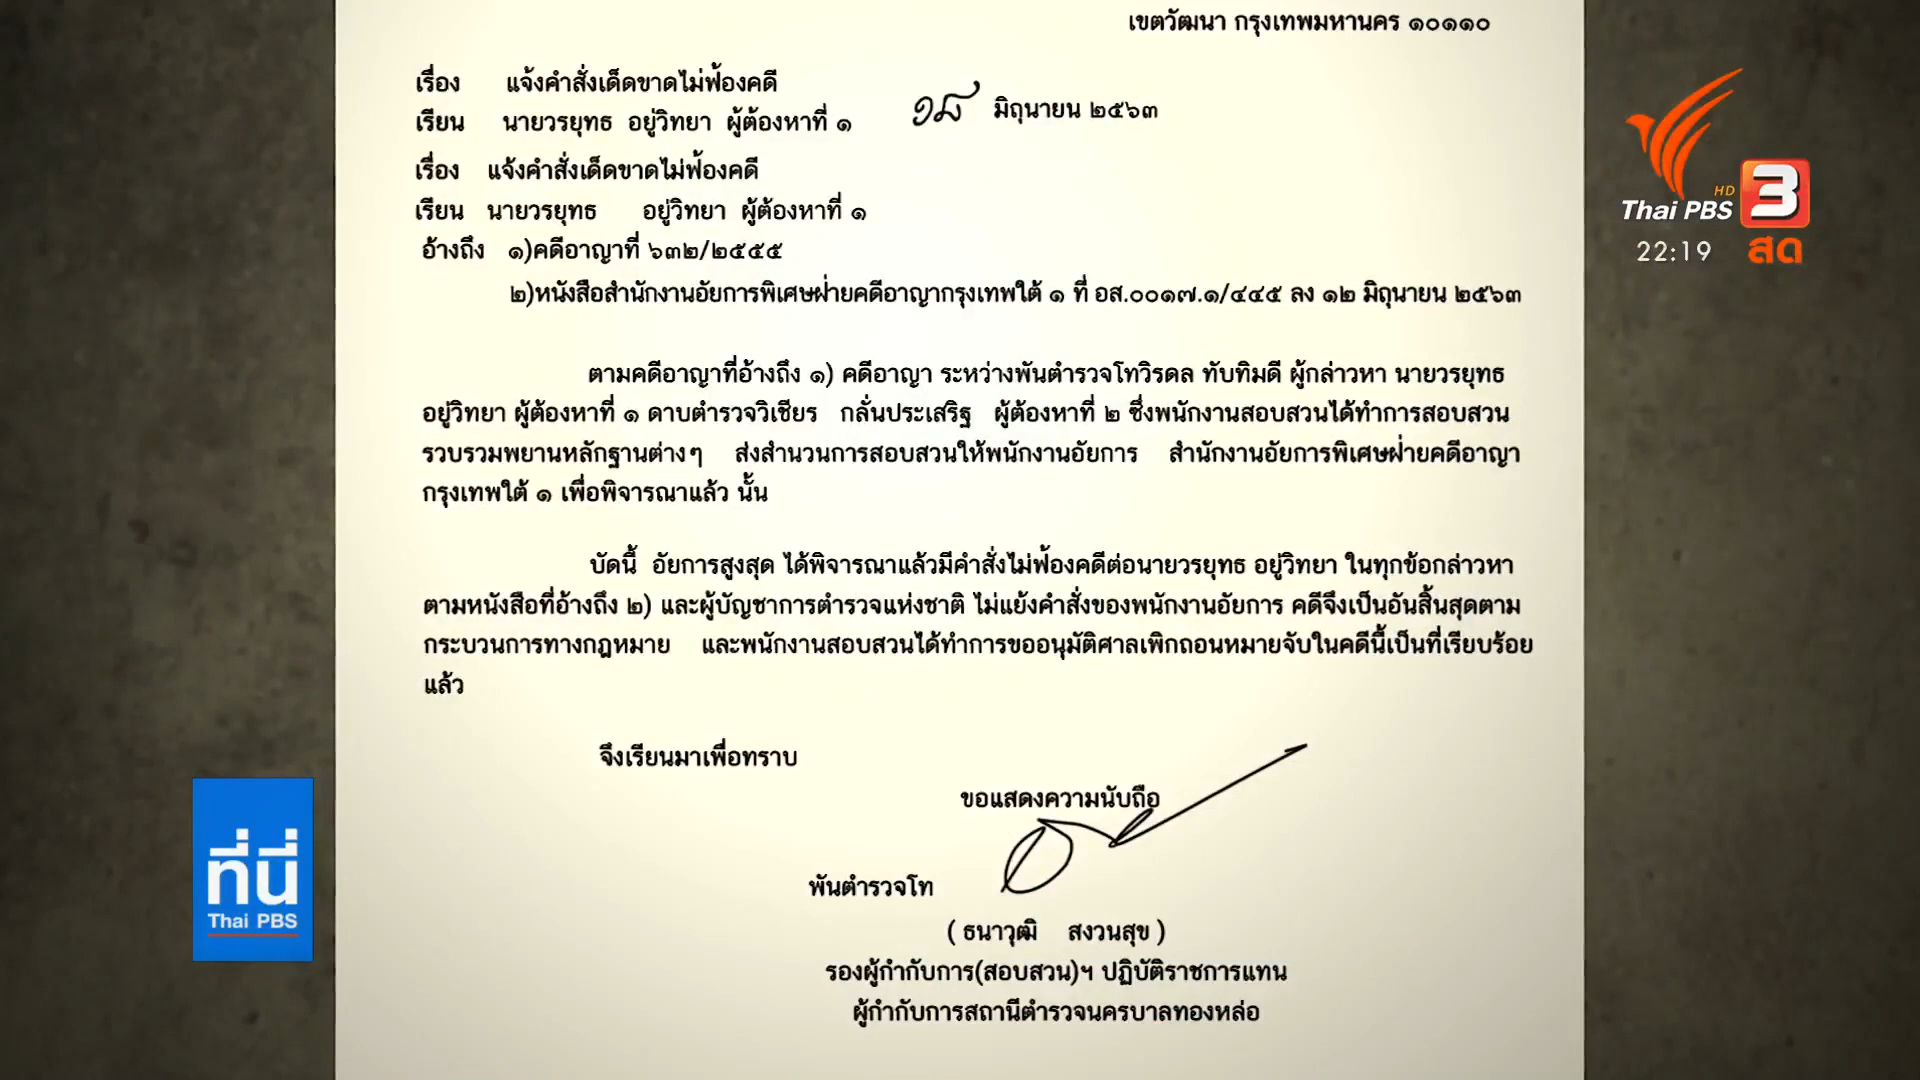 เขตวัฒนา กรุงเทพมหานคร ๑๐๑๑๐
เรื่อง แจ้งคำสั่งเด็ดขาดไม่ฟ้องคดี
๑๘ มิถุนายน ๒๕๖๓
เรียน นายวรยุทธ อยู่วิทยา ผู้ต้องหาที่ ๑
เรื่อง แจ้งคำสั่งเด็ดขาดไม่ฟ้องคดี
เรียน นายวรยุทธ อยู่วิทยา ผู้ต้องหาที่ ๑
อ้างถึง ๑)คดีอาญาที่ ๖๓๒/๒๕๕๕
๒)หนังสือสำนักงานอัยการพิเศษฝ่ายคดีอาญากรุงเทพใต้ ๑ ที่ อส.๐๐๑๗.๑/๔๔๕ ลง ๑๒ มิถุนายน ๒๕๖๓
ตามคดีอาญาที่อ้างถึง ๑) คดีอาญา ระหว่างพันตำรวจโทวิรดล ทับทิมดี ผู้กล่าวหา นายวรยุทธ
อยู่วิทยา ผู้ต้องหาที่ ๑ ดาบตำรวจวิเชียร กลั่นประเสริฐ ผู้ต้องหาที่ ๒ ซึ่งพนักงานสอบสวนได้ทำการสอบสวน
รวบรวมพยานหลักฐานต่างๆ ส่งสำนวนการสอบสวนให้พนักงานอัยการ สำนักงานอัยการพิเศษฝ่ายคดีอาญา
กรุงเทพใต้ ๑ เพื่อพิจารณาแล้ว นั้น
บัดนี้ อัยการสูงสุด ได้พิจารณาแล้วมีคำสั่งไม่ฟ้องคดีต่อนายวรยุทธ อยู่วิทยา ในทุกข้อกล่าวหา
ตามหนังสือที่อ้างถึง ๒) และผู้บัญชาการตำรวจแห่งชาติ ไม่แย้งคำสั่งของพนักงานอัยการ คดีจึงเป็นอันสิ้นสุดตาม
กระบวนการทางกฎหมาย และพนักงานสอบสวนได้ทำการขออนุมัติศาลเพิกถอนหมายจับในคดีนี้เป็นที่เรียบร้อย
แล้ว
จึงเรียนมาเพื่อทราบ
ขอแสดงความนับถือ
พันตำรวจโท
( ธนาวุฒิ สงวนสุข )
รองผู้กำกับการ(สอบสวน)ฯ ปฏิบัติราชการแทน
ผู้กำกับการสถานีตำรวจนครบาลทองหล่อ
Thai PBS HD 3
22:19 สด
ที่นี่
Thai PBS